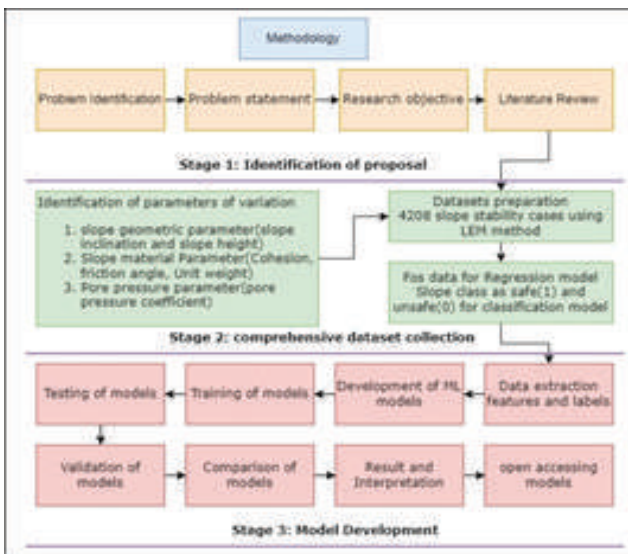 Methodology
Problem Identification
Problem statement
Research objective
Literature Review
Stage 1: Identification of proposal
Identification of parameters of variation
1. slope geometric parameter(slope
inclination and slope height)
2. Slope material Parameter(Cohesion,
friction angle, Unit weight)
3. Pore pressure parameter(pore
pressure coefficient)
Datasets preparation
4208 slope stability cases using
LEM method
Fos data for Regression model
Slope class as safe(1) and
unsafe(0) for classification model
Stage 2: comprehensive dataset collection
Testing of models
Training of models
Development of ML
models
Data extraction
features and labels
Validation of
models
Comparison of
models
Result and
Interpretation
open accessing
models
Stage 3: Model Development